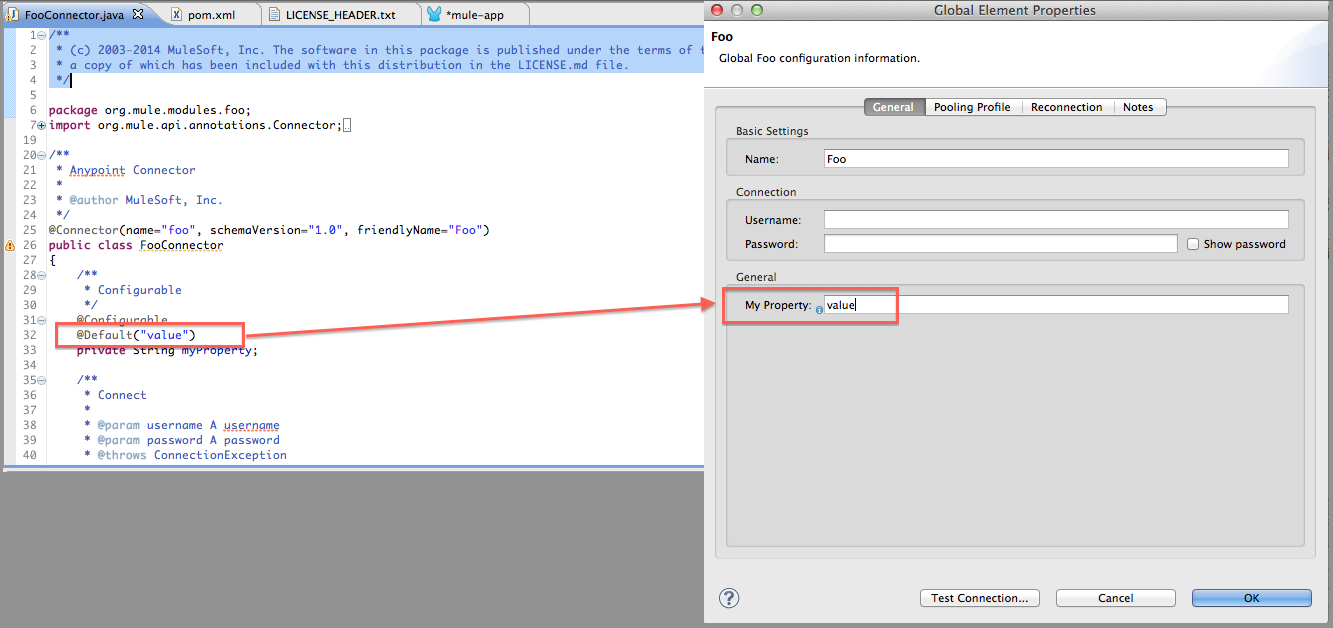 FooConnector.java
pom.xml
LICENSE_HEADER.txt
*mule-app
1 /**
2 * (c) 2003-2014 MuleSoft, Inc. The software in this package is published under the terms of t
3 * a copy of which has been included with this distribution in the LICENSE.md file.
4 */
5
6 package org.mule.modules.foo;
7 import org.mule.api.annotations.Connector;
19
20 /**
21 * Anypoint Connector
22 *
23 * @author MuleSoft, Inc.
24 */
25 @Connector(name="foo", schemaVersion="1.0", friendlyName="Foo")
26 public class FooConnector
27 {
28 /**
29 * Configurable
30 */
31 @Configurable
32 @Default("value")
33 private String myProperty;
34
35 /**
36 * Connect
37 *
38 * @param username A username
39 * @param password A password
40 * @throws ConnectionException
Global Element Properties
Foo
Global Foo configuration information.
General Pooling Profile Reconnection Notes
Basic Settings
Name: Foo
Connection
Username:
Password: Show password
General
My Property: value
? Test Connection... Cancel OK